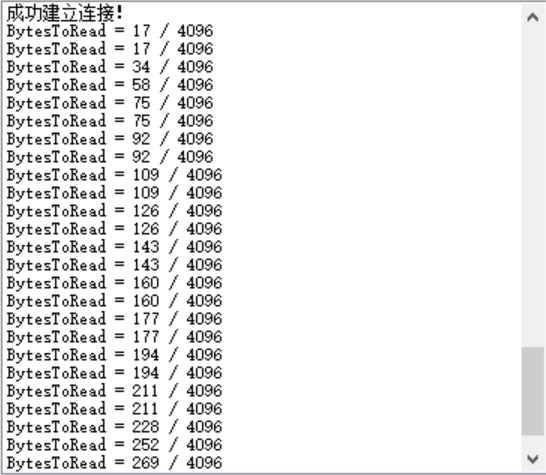 成功建立连接!
BytesToRead = 17 / 4096
BytesToRead = 17 / 4096
BytesToRead = 34 / 4096
BytesToRead = 58 / 4096
BytesToRead = 75 / 4096
BytesToRead = 75 / 4096
BytesToRead = 92 / 4096
BytesToRead = 92 / 4096
BytesToRead = 109 / 4096
BytesToRead = 109 / 4096
BytesToRead = 126 / 4096
BytesToRead = 126 / 4096
BytesToRead = 143 / 4096
BytesToRead = 143 / 4096
BytesToRead = 160 / 4096
BytesToRead = 160 / 4096
BytesToRead = 177 / 4096
BytesToRead = 177 / 4096
BytesToRead = 194 / 4096
BytesToRead = 194 / 4096
BytesToRead = 211 / 4096
BytesToRead = 211 / 4096
BytesToRead = 228 / 4096
BytesToRead = 252 / 4096
BytesToRead = 269 / 4096